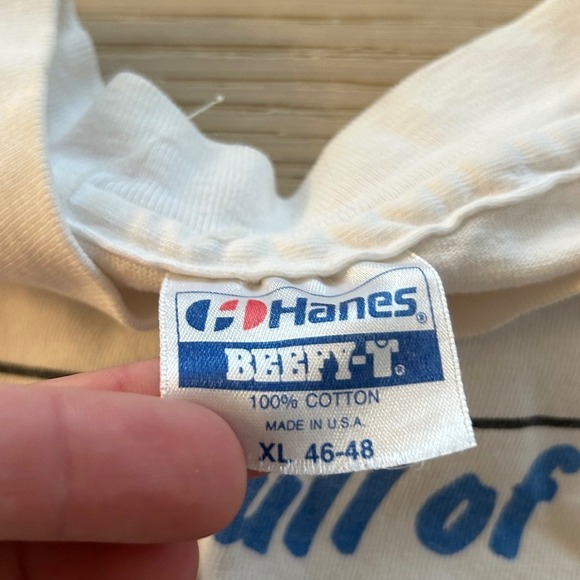 Hanes®
BEEFY-T®
100% COTTON
MADE IN U.S.A.
XL 46-48
ull of